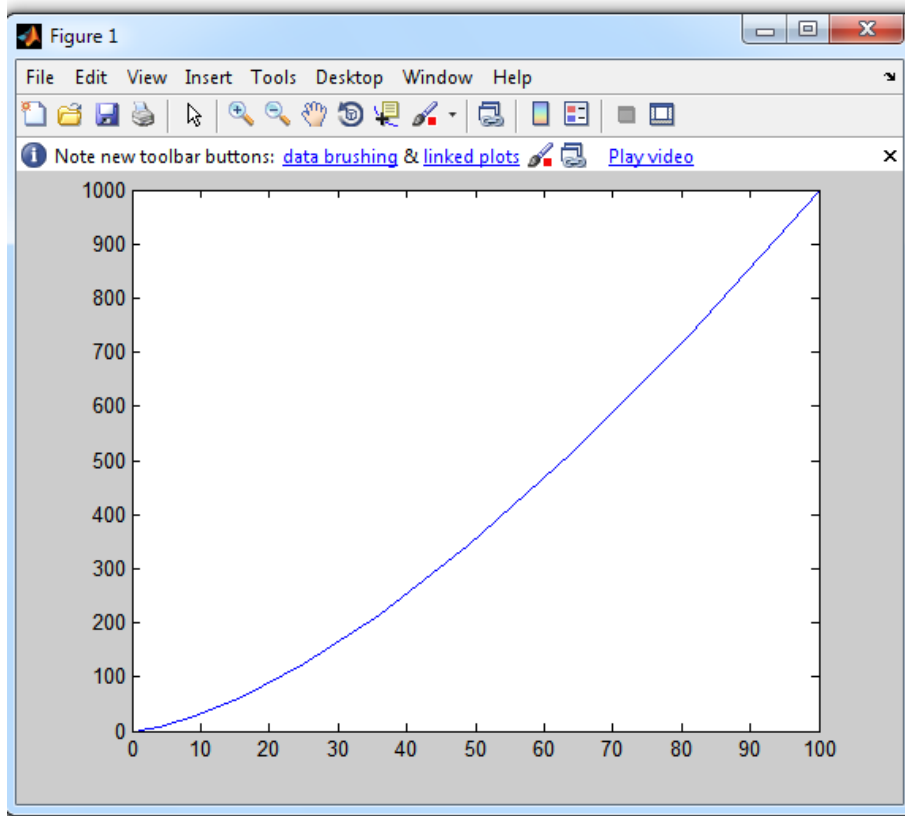 Figure 1
File Edit View Insert Tools Desktop Window Help
Note new toolbar buttons: data brushing & linked plots Play video
1000
900
800
700
600
500
400
300
200
100
0
0 10 20 30 40 50 60 70 80 90 100